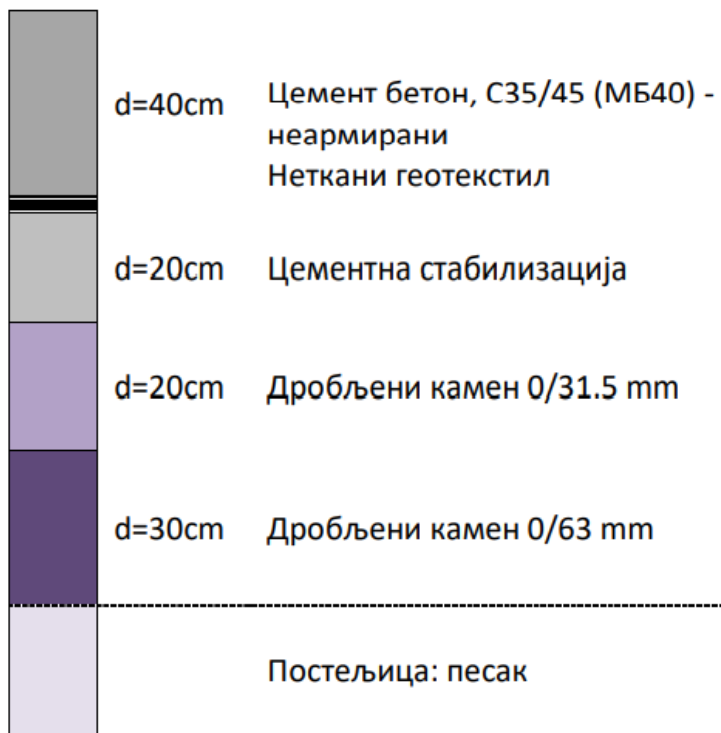 d=40cm Цемент бетон, C35/45 (МБ40) -
неармирани
Неткани геотекстил
d=20cm Цементна стабилизација
d=20cm Дробљени камен 0/31.5 mm
d=30cm Дробљени камен 0/63 mm
Постељица: песак